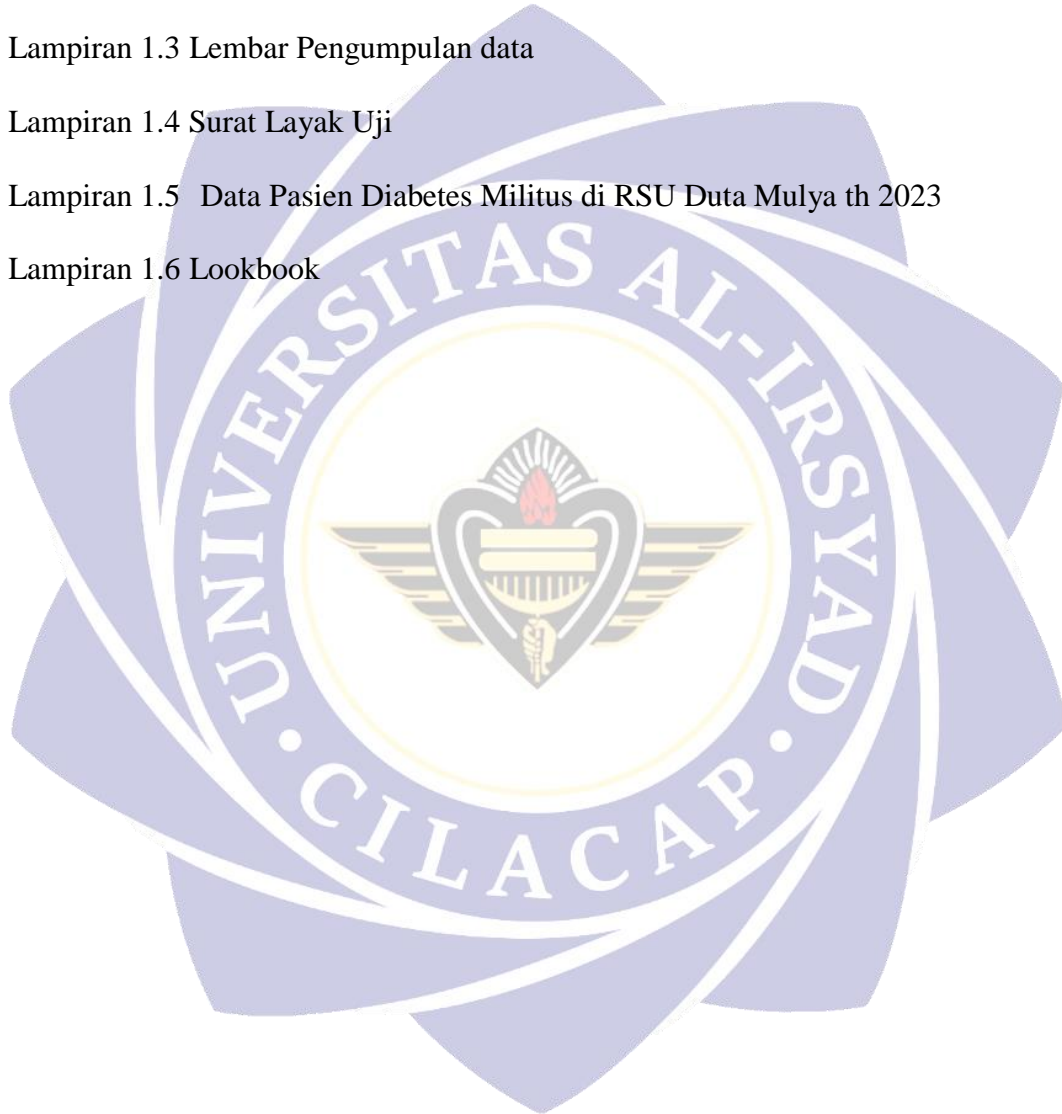 Lampiran 1.3 Lembar Pengumpulan data
Lampiran 1.4 Surat Layak Uji
Lampiran 1.5 Data Pasien Diabetes Militus di RSU Duta Mulya th 2023
Lampiran 1.6 Lookbook
UNIVERSITAS AL-IRSYAD
• CILACAP •